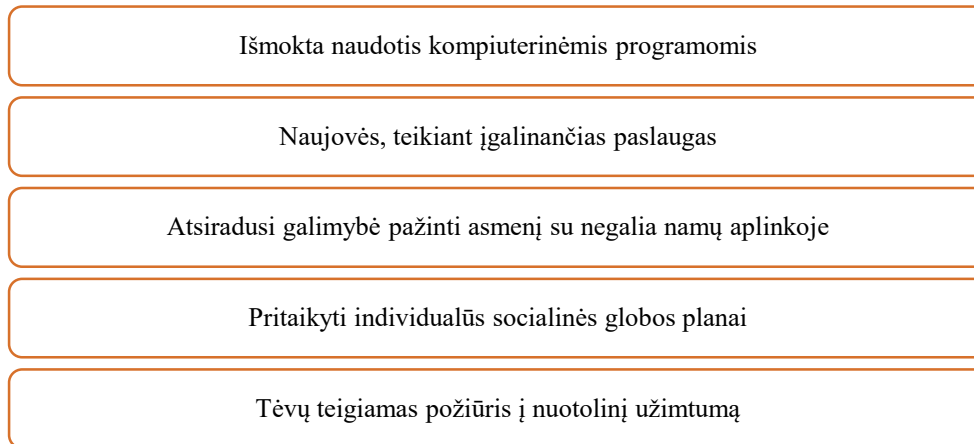 Išmokta naudotis kompiuterinėmis programomis
Naujovės, teikiant įgalinančias paslaugas
Atsiradusi galimybė pažinti asmenį su negalia namų aplinkoje
Pritaikyti individualūs socialinės globos planai
Tėvų teigiamas požiūris į nuotolinį užimtumą